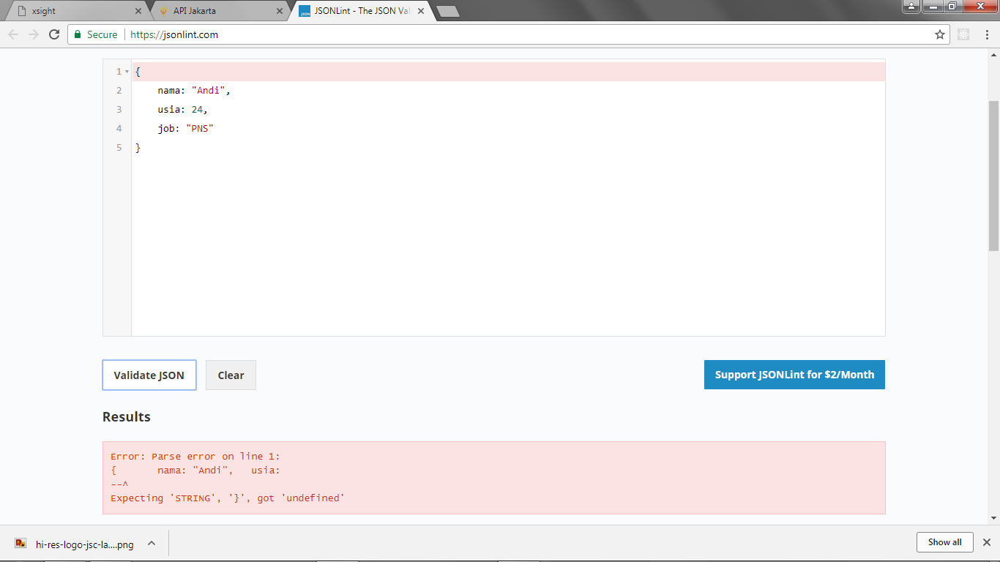 xsight
API Jakarta
JSONLint - The JSON Val
Secure
https://jsonlint.com
1 {
2 nama: "Andi",
3 usia: 24,
4 job: "PNS"
5 }
Validate JSON
Clear
Support JSONLint for $2/Month
Results
Error: Parse error on line 1:
{ nama: "Andi", usia:
--^
Expecting 'STRING', '}', got 'undefined'
hi-res-logo-jsc-la....png
Show all